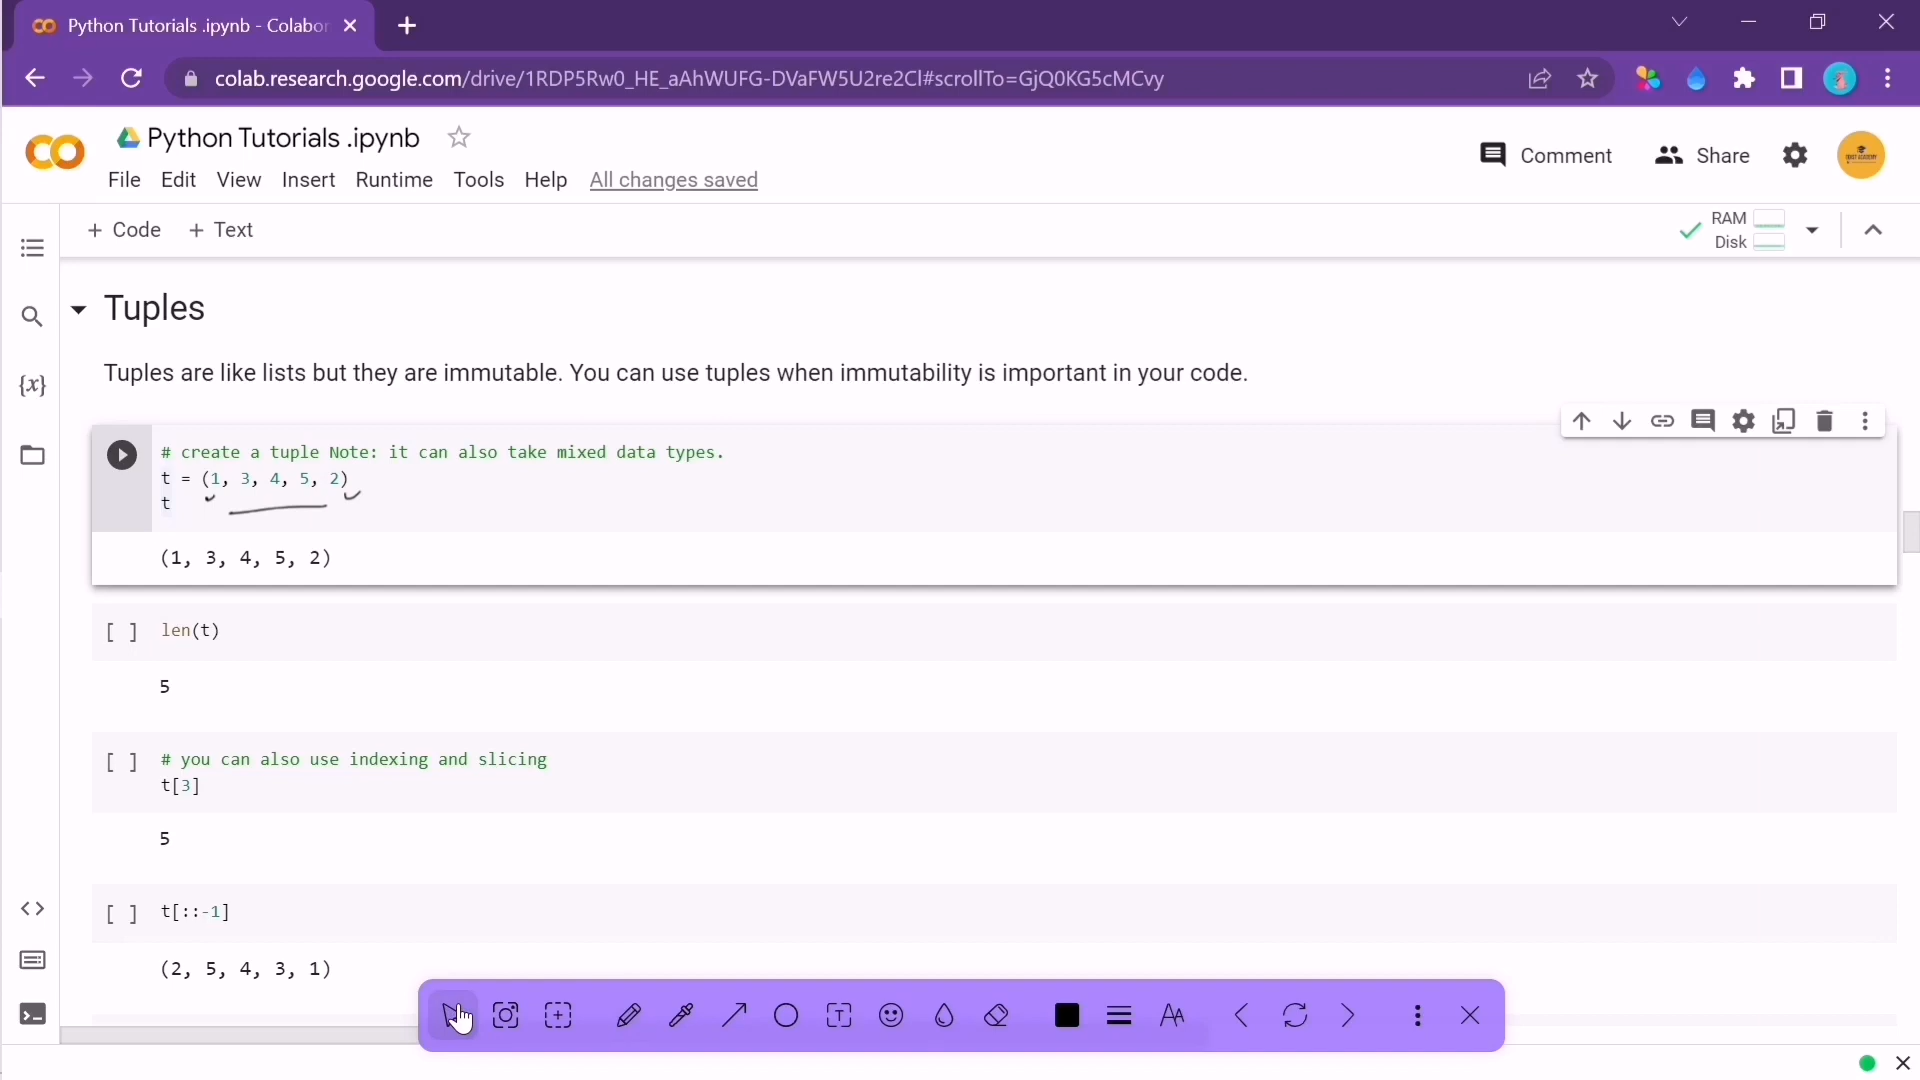 Python Tutorials .ipynb - Colabor
colab.research.google.com/drive/1RDP5Rw0_HE_aAhWUFG-DVaFW5U2re2Cl#scrollTo=GjQ0KG5cMCvy
Python Tutorials .ipynb
Comment
Share
File Edit View Insert Runtime Tools Help All changes saved
+ Code + Text
RAM
Disk
Tuples
Tuples are like lists but they are immutable. You can use tuples when immutability is important in your code.
# create a tuple Note: it can also take mixed data types.
t = (1, 3, 4, 5, 2)
t
(1, 3, 4, 5, 2)
[ ] len(t)
5
[ ] # you can also use indexing and slicing
t[3]
5
[ ] t[::-1]
(2, 5, 4, 3, 1)